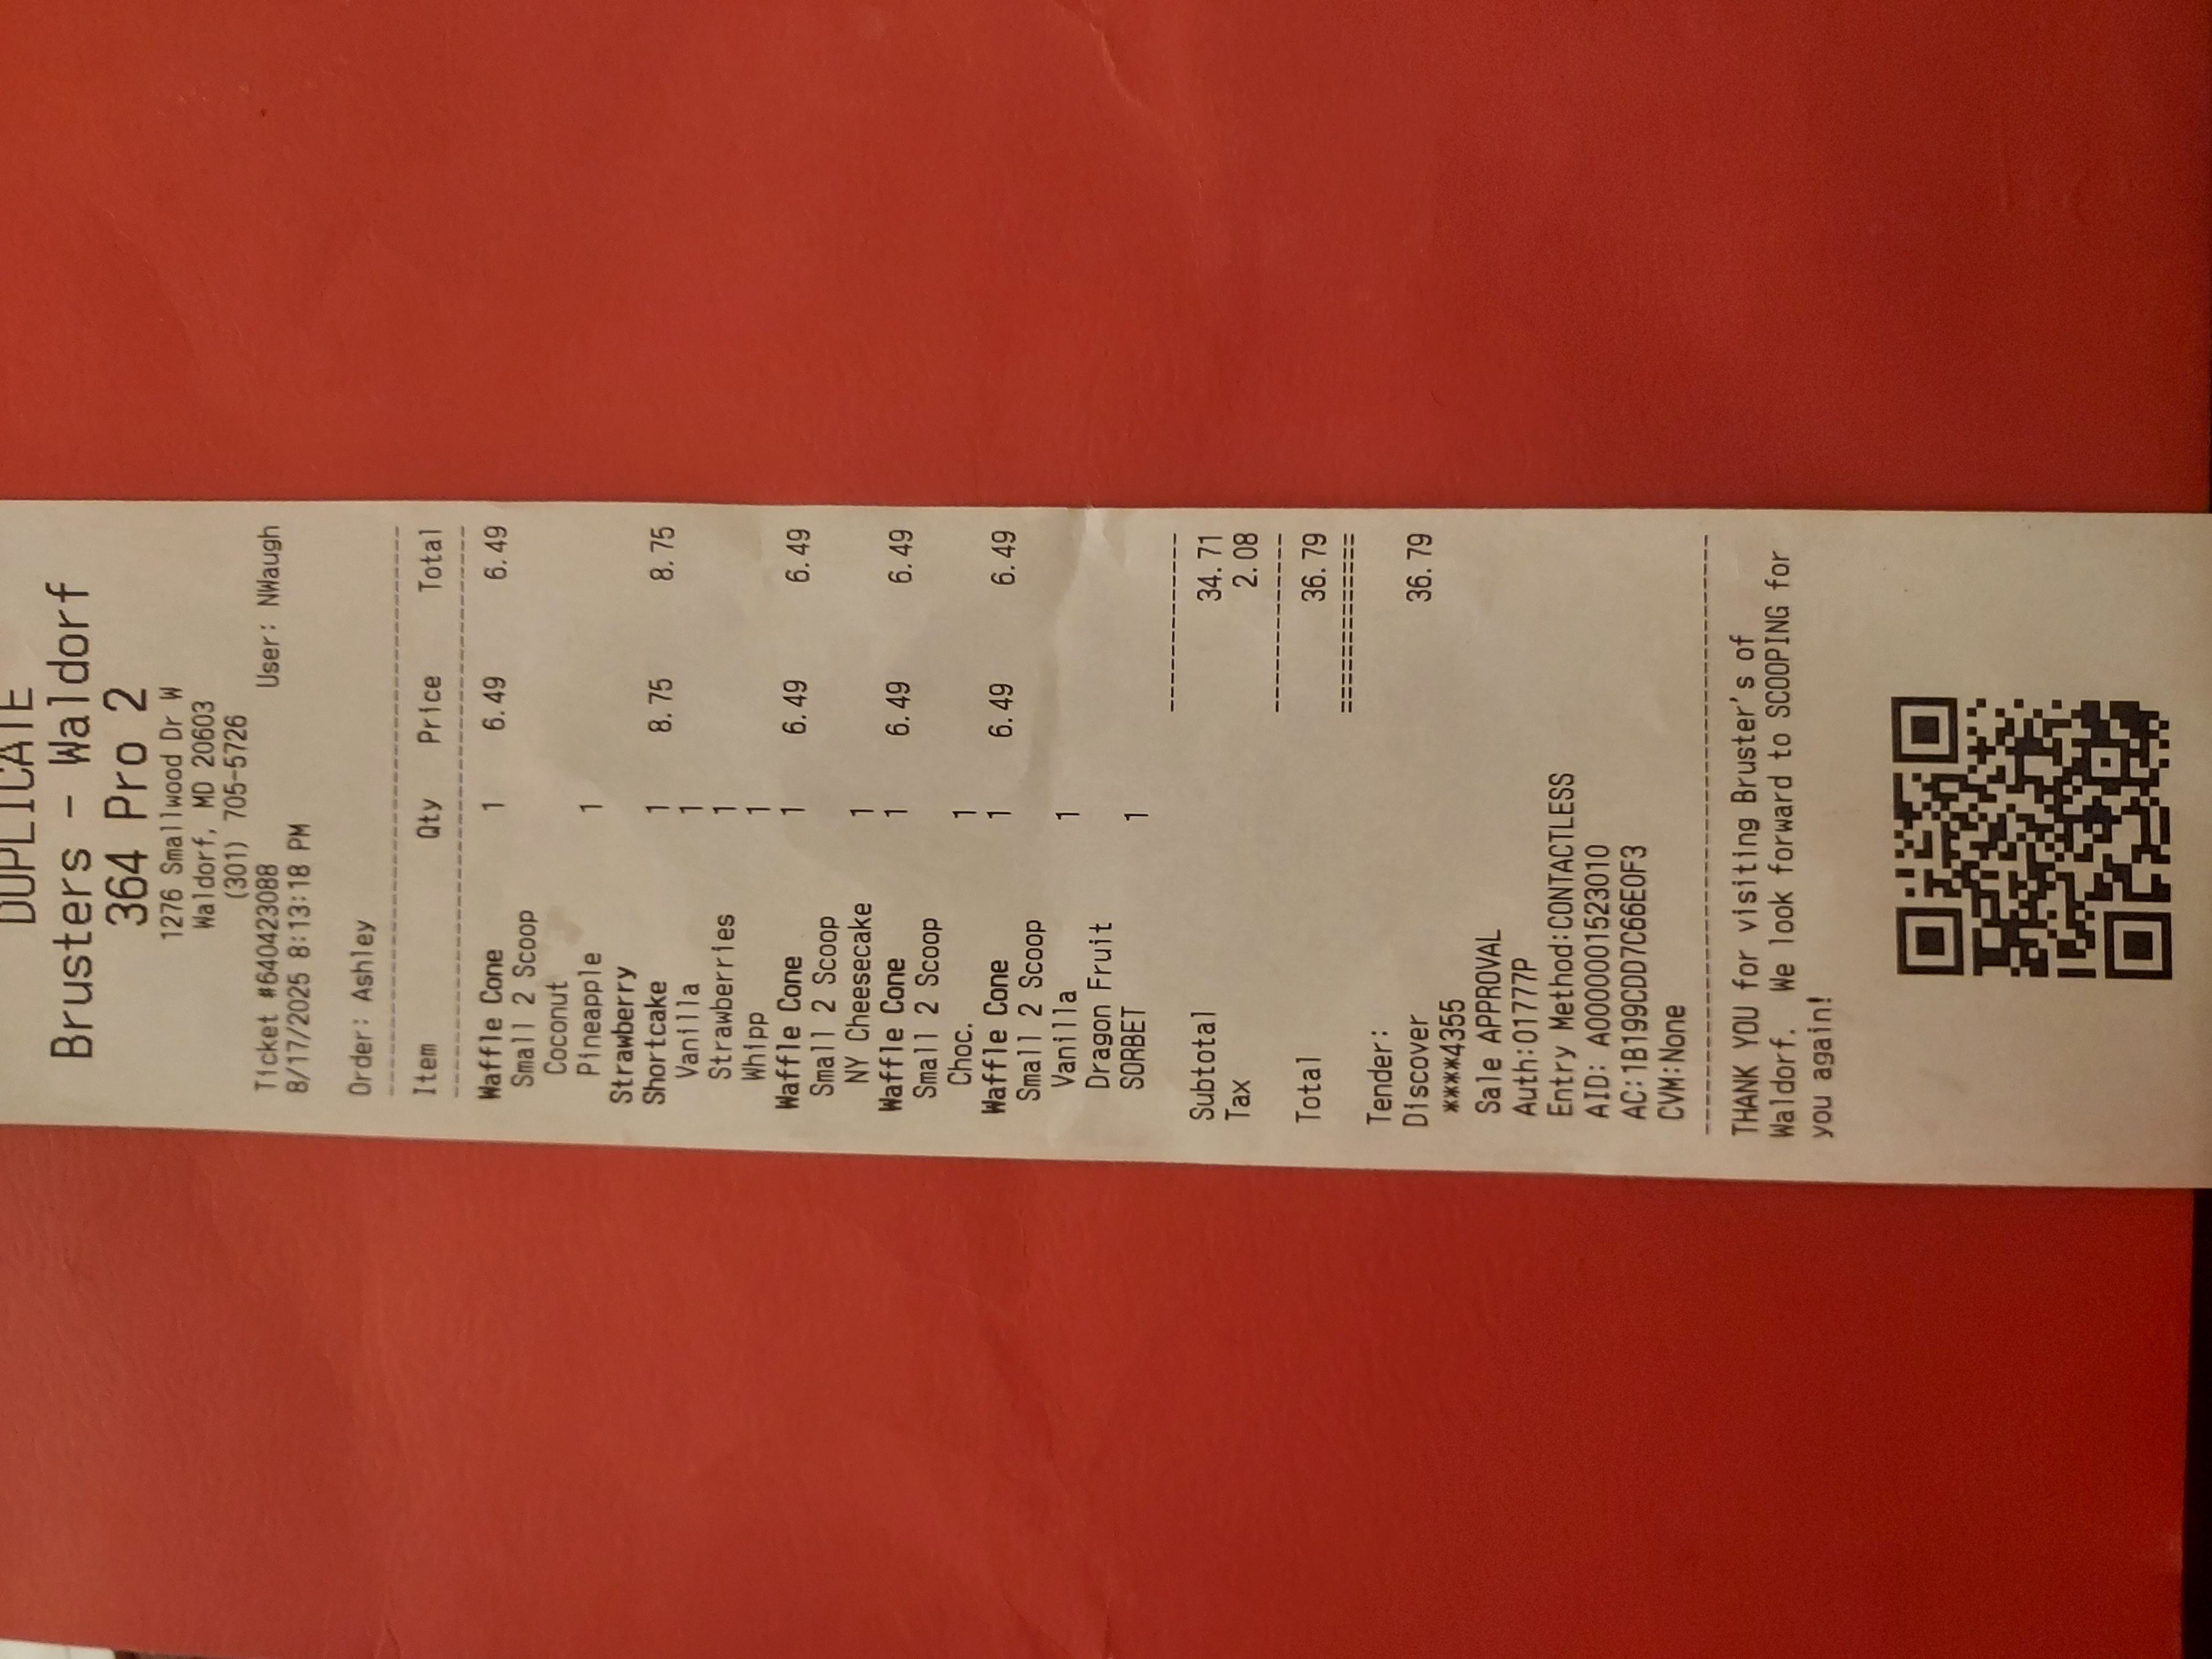 DUPLICATE
Brusters - Waldorf
364 Pro 2
1276 Smallwood Dr W
Waldorf, MD 20603
(301) 705-5726
Ticket #640423088 User: NWaugh
8/17/2025 8:13:18 PM
Order: Ashley
Item Qty Price Total
Waffle Cone 1 6.49 6.49
Small 2 Scoop
Coconut
Pineapple 1
Strawberry
Shortcake 1 8.75 8.75
Vanilla 1
Strawberries 1
Whipp 1
Waffle Cone 1 6.49 6.49
Small 2 Scoop
NY Cheesecake 1
Waffle Cone 1 6.49 6.49
Small 2 Scoop
Choc. 1
Waffle Cone 1 6.49 6.49
Small 2 Scoop
Vanilla 1
Dragon Fruit
SORBET 1
Subtotal 34.71
Tax 2.08
Total 36.79
Tender:
Discover 36.79
****4355
Sale APPROVAL
Auth:01777P
Entry Method:CONTACTLESS
AID: A0000001523010
AC:1B199CDD7C66E0F3
CVM:None
THANK YOU for visiting Bruster's of
Waldorf. We look forward to SCOOPING for
you again!